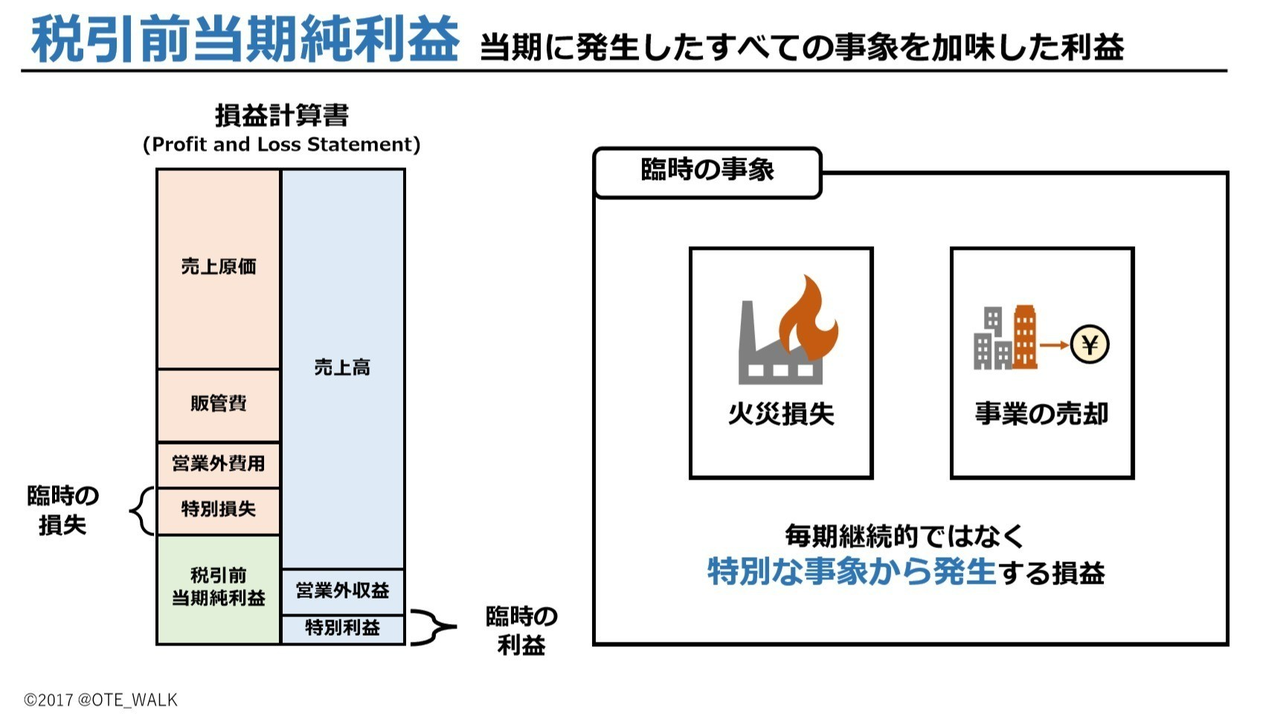 税引前当期純利益 当期に発生したすべての事象を加味した利益
損益計算書
(Profit and Loss Statement)
売上原価
販管費
営業外費用
特別損失
税引前
当期純利益
売上高
営業外収益
特別利益
臨時の
損失
臨時の
利益
臨時の事象
火災損失
¥
事業の売却
毎期継続的ではなく
特別な事象から発生する損益
©2017 @OTE_WALK